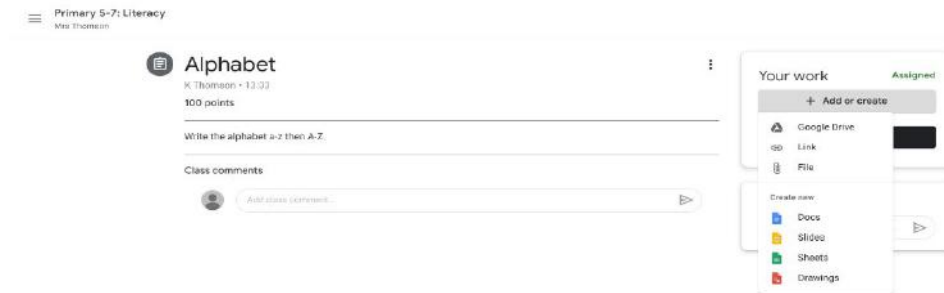 Primary 5-7: Literacy
Mrs Thomson
Alphabet
K Thomson • 13:03
100 points
Write the alphabet a-z then A-Z.
Class comments
Add class comment...
Your work
Assigned
+ Add or create
Google Drive
Link
File
Create new
Docs
Slides
Sheets
Drawings